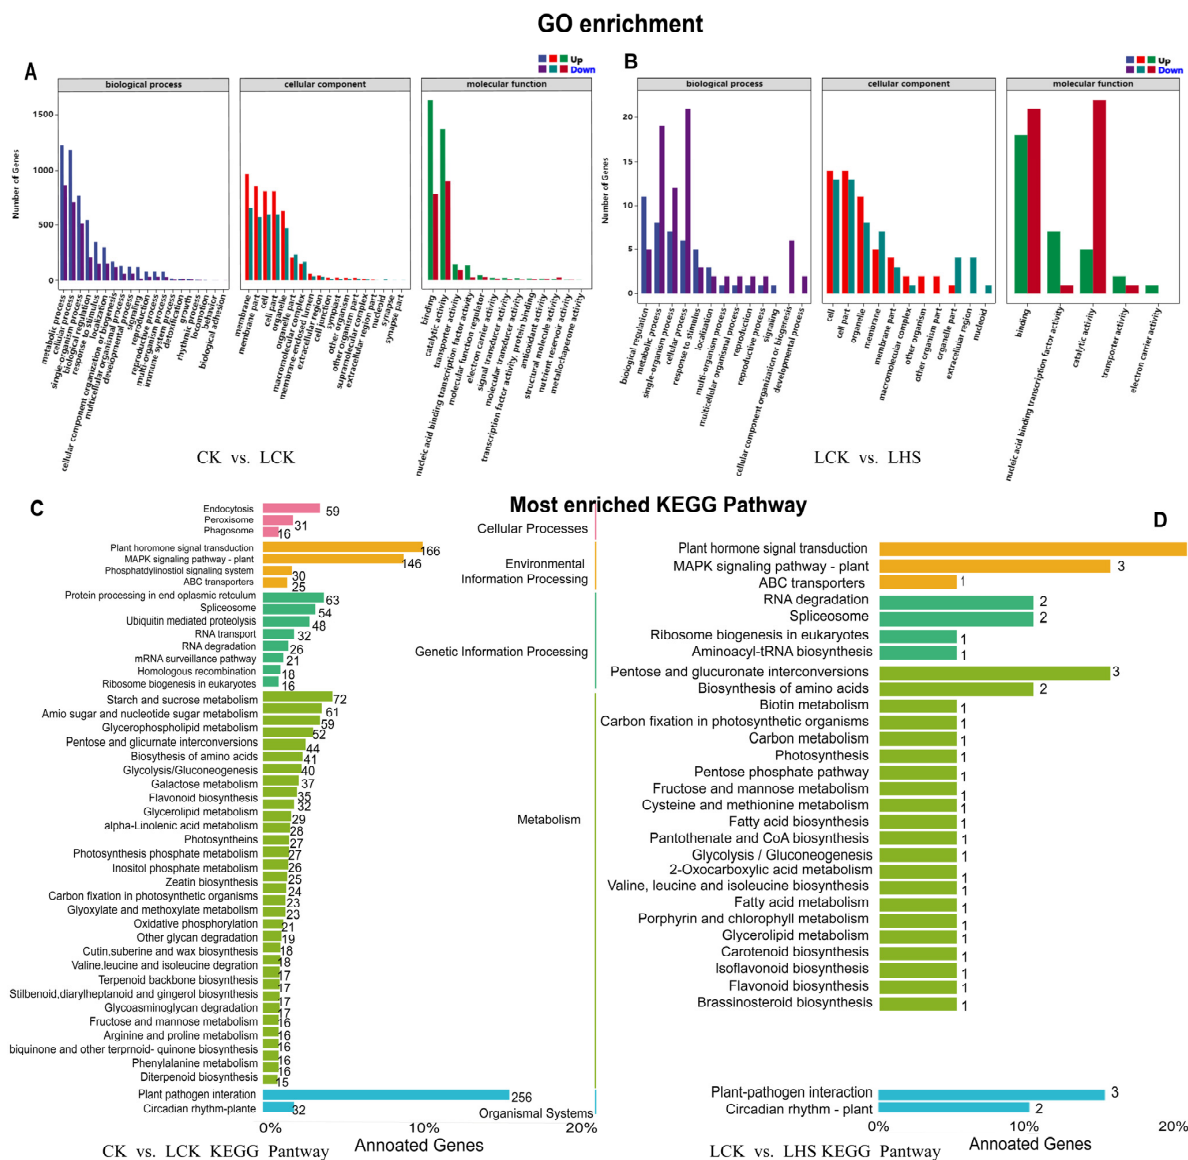 GO enrichment
A
Up
Down
biological process
cellular component
molecular function
Number of Genes
1500
1000
500
0
metabolic process
cellular process
single-organism process
biological regulation
response to stimulus
localization
cellular component organization or biogenesis
multicellular organismal process
developmental process
signaling
reproduction
reproductive process
multi-organism process
immune system process
detoxification
growth
rhythmic process
locomotion
behavior
biological adhesion
membrane
membrane part
cell
cell part
organelle
organelle part
macromolecular complex
membrane-enclosed lumen
extracellular region
cell junction
symplast
other organism
other organism part
supramolecular complex
extracellular region part
nucleoid
synapse
synapse part
binding
catalytic activity
transporter activity
nucleic acid binding transcription factor activity
molecular function regulator
electron carrier activity
signal transducer activity
molecular transducer activity
transcription factor activity, protein binding
antioxidant activity
structural molecule activity
nutrient reservoir activity
metallochaperone activity
CK vs. LCK
B
Up
Down
biological process
cellular component
molecular function
Number of Genes
20
15
10
5
0
biological regulation
metabolic process
single-organism process
cellular process
response to stimulus
localization
multi-organism process
multicellular organismal process
reproduction
reproductive process
signaling
cellular component organization or biogenesis
developmental process
cell
cell part
organelle
membrane
membrane part
macromolecular complex
other organism
other organism part
organelle part
extracellular region
nucleoid
binding
nucleic acid binding transcription factor activity
catalytic activity
transporter activity
electron carrier activity
LCK vs. LHS
Most enriched KEGG Pathway
C
Endocytosis 59
Peroxisome 31
Phagosome 16
Cellular Processes
Plant hormonen signal transduction 166
MAPK signaling pathway - plant 146
Phosphatdylinostiol signaling system 30
ABC transporters 25
Environmental
Information Processing
Protein processing in end oplasmic retoulum 63
Spliceosome 54
Ubiquitin mediated proteolysis 48
RNA transport 32
RNA degradation 26
mRNA surveillance pathway 21
Homologous recombination 18
Ribosome biogenesis in eukaryotes 16
Genetic Information Processing
Starch and sucrose metabolism 72
Amio sugar and nucleotide sugar metabolism 61
59
Glycerophospholipid metabolism 52
Pentose and glicurnate interconversions 44
Biosythesis of amino acids 41
Glycolysis/Gluconeogenesis 40
Galactose metabolism 37
Flavonoid biosynthesis 35
32
Glycerolipid metabolism 29
alpha-Linolenic acid metabolism 28
Photosyntheins 27
Photosynthesis phosphate metabolism 27
Inositol phosphate metabolism 26
Zeatin biosynthesis 25
24
Carbon fixation in photosynthetic organisms 23
Glyoxylate and methoxylate metabolism 23
Oxidative phosphorylation 21
Other glycan degradation 19
Cutin,suberine and wax biosynthesis 18
Valine,leucine and isoleucine degration 18
17
Terpenoid backbone biosynthesis 17
Stilbenoid,diarylheptanoid and gingerol biosynthesis 17
Glycoasminoglycan degradation 17
Fructose and mannose metabolism 16
Arginine and proline metabolism 16
biquinone and other terprnoid- quinone biosynthesis 16
Phenylalanine metabolism 16
16
Diterpenoid biosynthesis 15
Metabolism
Plant pathogen interation 256
Circadian rhythm-plante 32
Organismal Systems
0% 10% 20%
Annoated Genes
CK vs. LCK KEGG Pantway
D
Plant hormone signal transduction
MAPK signaling pathway - plant 3
ABC transporters 1
RNA degradation 2
Spliceosome 2
Ribosome biogenesis in eukaryotes 1
Aminoacyl-tRNA biosynthesis 1
Pentose and glucuronate interconversions 3
Biosynthesis of amino acids 2
Biotin metabolism 1
Carbon fixation in photosynthetic organisms 1
Carbon metabolism 1
Photosynthesis 1
Pentose phosphate pathway 1
Fructose and mannose metabolism 1
Cysteine and methionine metabolism 1
Fatty acid biosynthesis 1
Pantothenate and CoA biosynthesis 1
Glycolysis / Gluconeogenesis 1
2-Oxocarboxylic acid metabolism 1
Valine, leucine and isoleucine biosynthesis 1
Fatty acid metabolism 1
Porphyrin and chlorophyll metabolism 1
Glycerolipid metabolism 1
Carotenoid biosynthesis 1
Isoflavonoid biosynthesis 1
Flavonoid biosynthesis 1
Brassinosteroid biosynthesis 1
Plant-pathogen interaction 3
Circadian rhythm - plant 2
0% 10% 20%
Annoated Genes
LCK vs. LHS KEGG Pantway